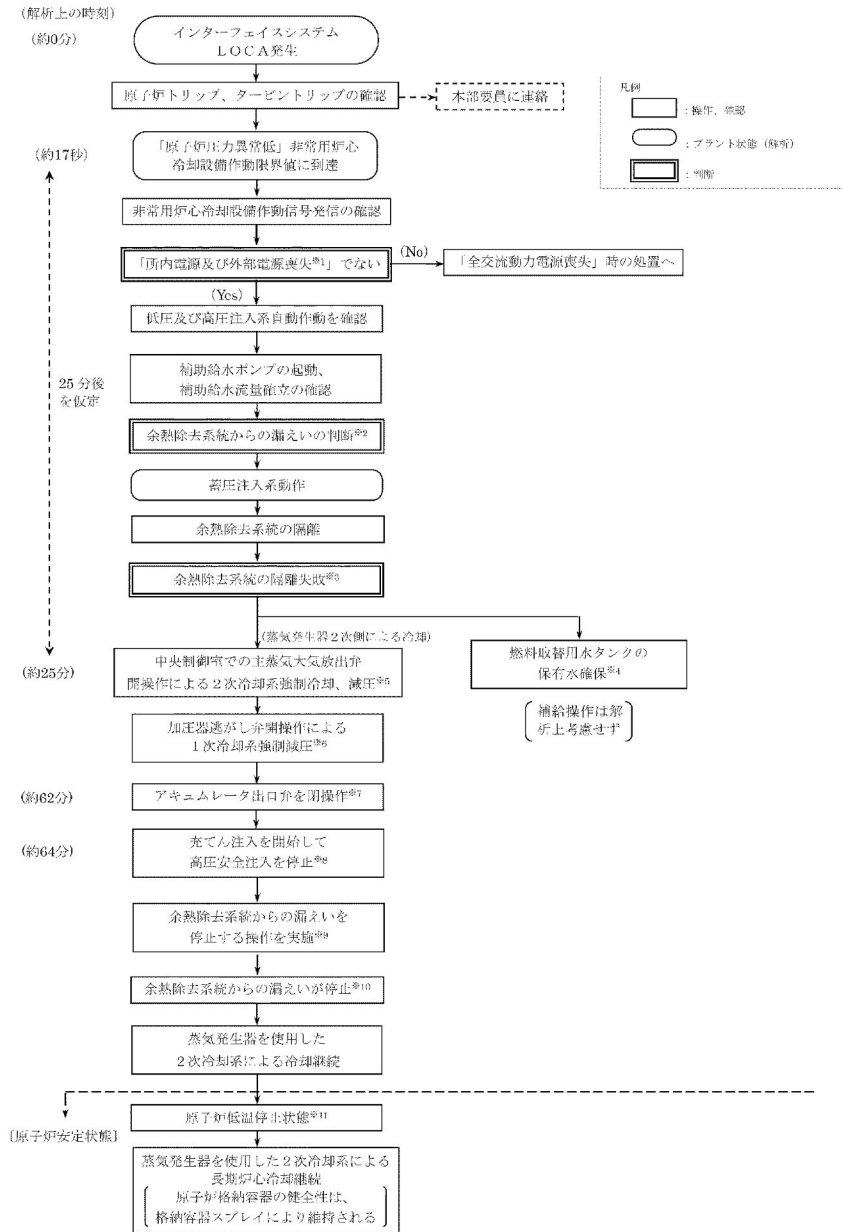 (解析上の時刻)
(約0分)
インターフェイスシステム
LOCA発生
原子炉トリップ、タービントリップの確認
本部要員に連絡
凡例
：操作、確認
：プラント状態（解析）
：判断
(約17秒)
「原子炉圧力異常低」非常用炉心
冷却設備作動限界値に到達
非常用炉心冷却設備作動信号発信の確認
「所内電源及び外部電源喪失※1」でない
(No)
「全交流動力電源喪失」時の処置へ
(Yes)
低圧及び高圧注入系自動作動を確認
25分後
を仮定
補助給水ポンプの起動、
補助給水流量確立の確認
余熱除去系統からの漏えいの判断※2
蓄圧注入系動作
余熱除去系統の隔離
余熱除去系統の隔離失敗※3
(蒸気発生器２次側による冷却)
(約25分)
中央制御室での主蒸気大気放出弁
開操作による２次冷却系強制冷却、減圧※5
燃料取替用水タンクの
保有水確保※4
補給操作は解
析上考慮せず
加圧器逃がし弁開操作による
１次冷却系強制減圧※6
(約62分)
アキュムレータ出口弁を閉操作※7
(約64分)
充てん注入を開始して
高圧安全注入を停止※8
余熱除去系統からの漏えいを
停止する操作を実施※9
余熱除去系統からの漏えいが停止※10
蒸気発生器を使用した
２次冷却系による冷却継続
〔原子炉安定状態〕
原子炉低温停止状態※11
蒸気発生器を使用した２次冷却系による
長期炉心冷却継続
原子炉格納容器の健全性は、
格納容器スプレイにより維持される